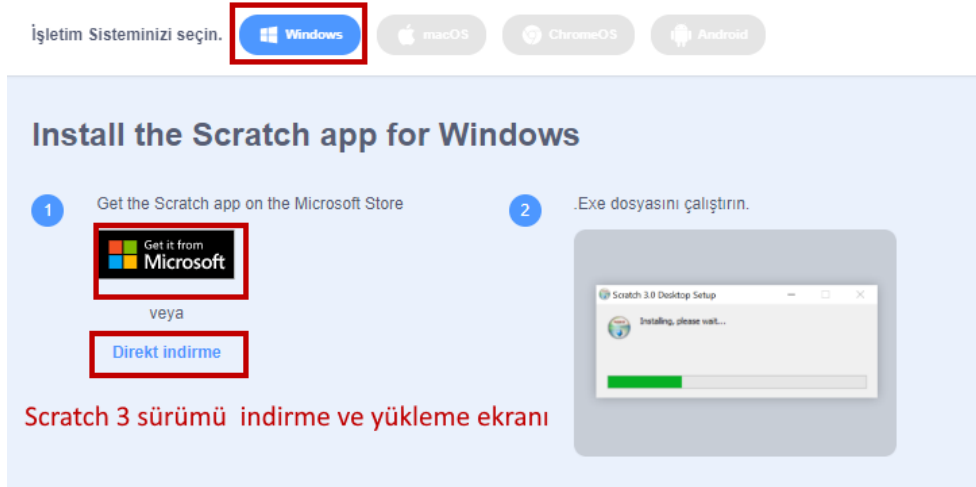 İşletim Sisteminizi seçin. Windows macOS ChromeOS Android
Install the Scratch app for Windows
1 Get the Scratch app on the Microsoft Store
Get it from
Microsoft
veya
Direkt indirme
2 .Exe dosyasını çalıştırın.
Scratch 3.0 Desktop Setup
Installing, please wait...
Scratch 3 sürümü indirme ve yükleme ekranı